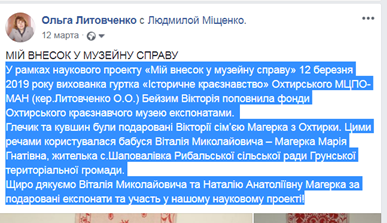 Ольга Литовченко с Людмилой Міщенко.
12 марта ·
МІЙ ВНЕСОК У МУЗЕЙНУ СПРАВУ
У рамках наукового проекту «Мій внесок у музейну справу» 12 березня
2019 року вихованка гуртка «Історичне краєзнавство» Охтирського МЦПО-
МАН (кер.Литовченко О.О.) Бейзим Вікторія поповнила фонди
Охтирського краєзнавчого музею експонатами.
Глечик та кувшин були подаровані Вікторії сім'єю Магерка з Охтирки. Цими
речами користувалася бабуся Віталія Миколайовича – Магерка Марія
Гнатівна, жителька с.Шаповалівка Рибальської сільської ради Грунської
територіальної громади.
Щиро дякуємо Віталія Миколайовича та Наталію Анатоліївну Магерка за
подаровані експонати та участь у нашому науковому проекті!